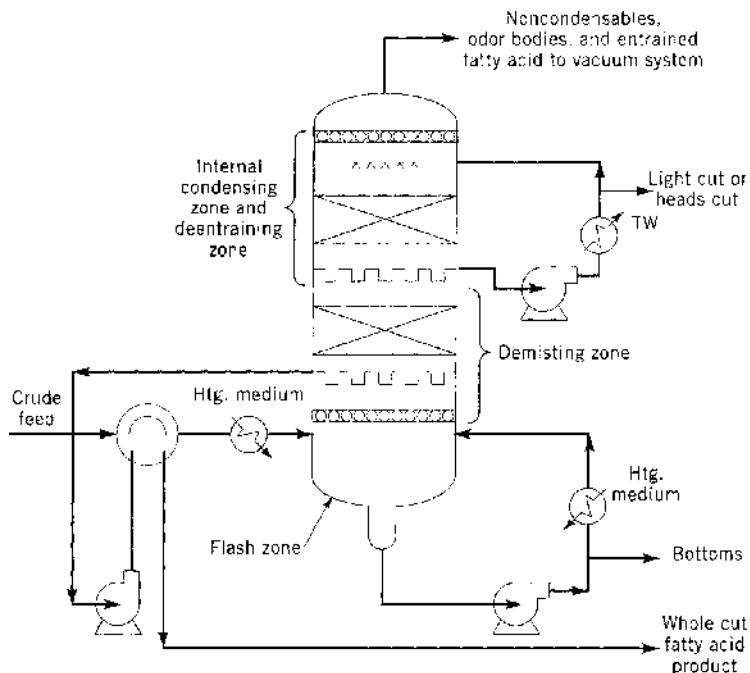 Noncondensables,
odor bodies, and entrained
fatty acid to vacuum system
Internal
condensing
zone and
deentraining
zone
Light cut or
heads cut
TW
Demisting zone
Crude
feed
Htg. medium
Htg.
medium
Flash zone
Bottoms
Whole cut
fatty acid
product